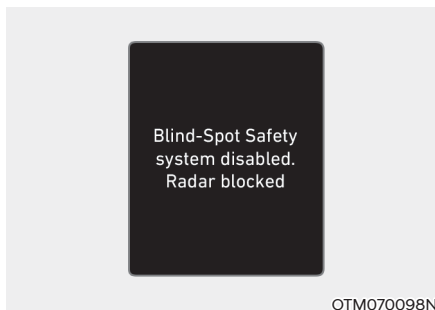 Blind-Spot Safety
system disabled.
Radar blocked
OTM070098N